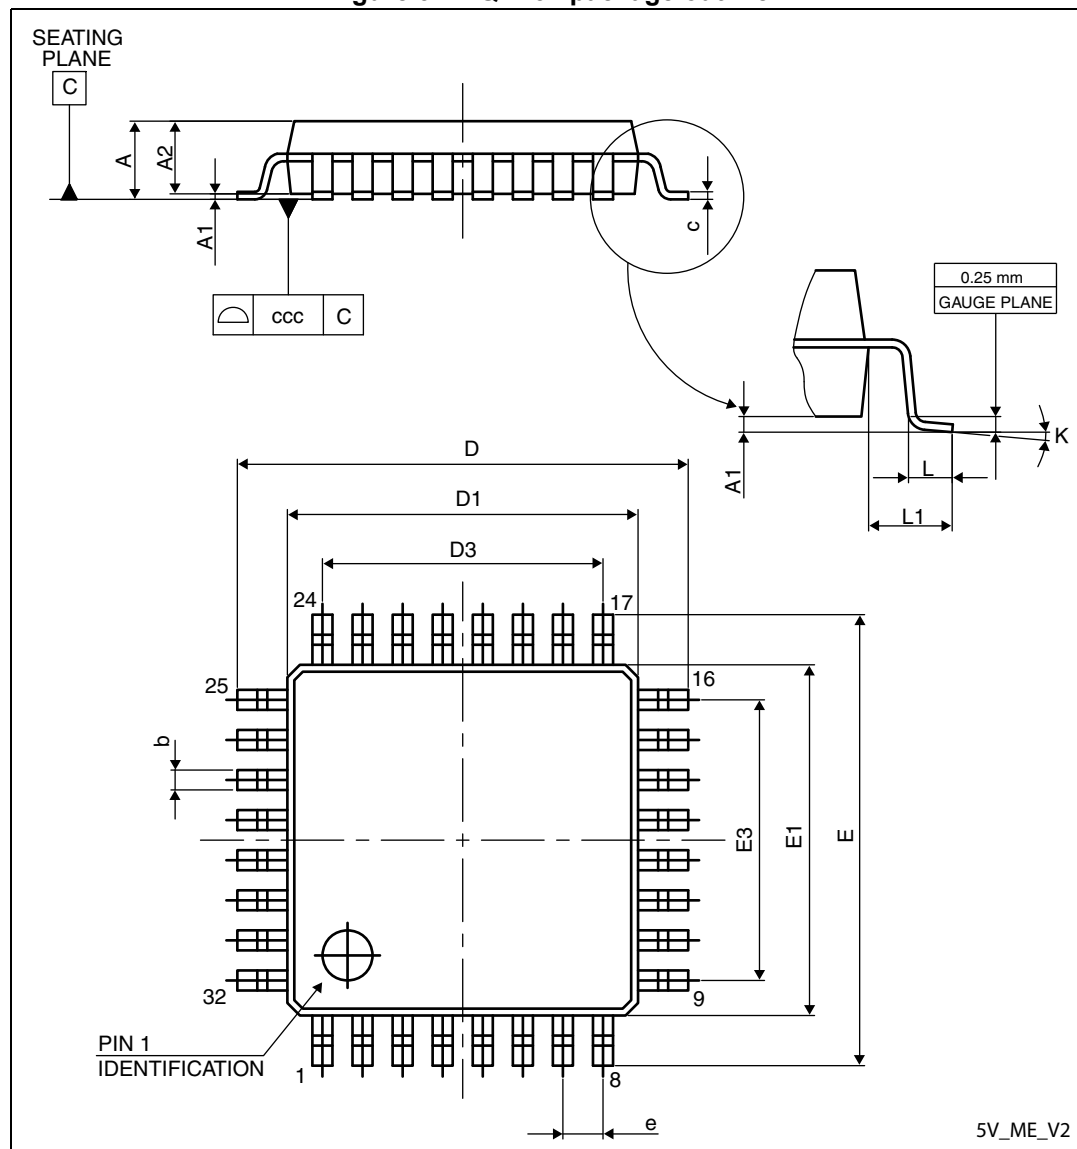 SEATING
PLANE
C
A
A2
A1
c
ccc
C
0.25 mm
GAUGE PLANE
K
A1
L
L1
D
D1
D3
24
17
25
16
b
E3
E1
E
32
9
PIN 1
IDENTIFICATION
1
8
e
5V_ME_V2